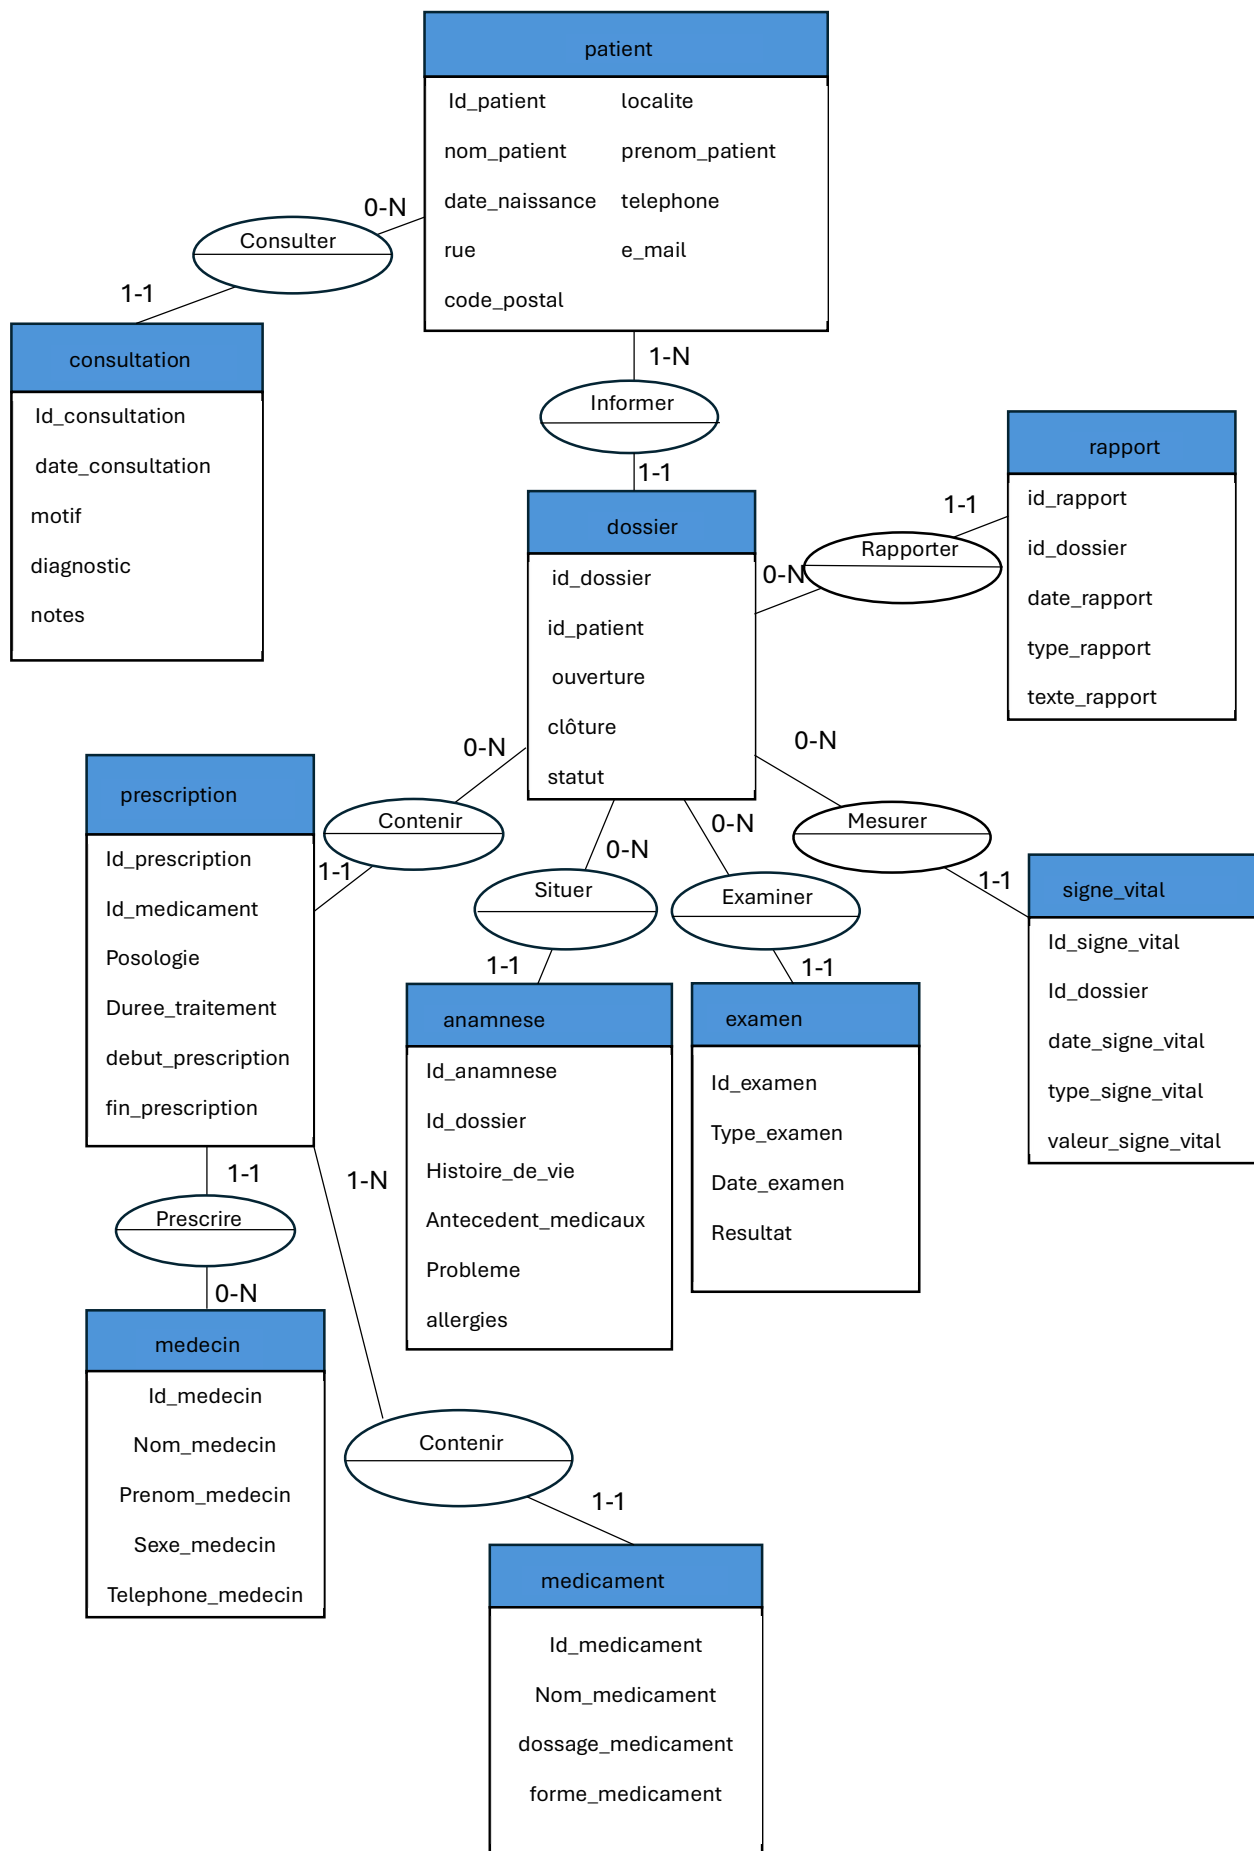 patient
Id_patient localite
nom_patient prenom_patient
date_naissance telephone
rue e_mail
code_postal
0-N
Consulter
1-1
consultation
Id_consultation
date_consultation
motif
diagnostic
notes
1-N
Informer
1-1
dossier
id_dossier
id_patient
ouverture
clôture
statut
rapport
id_rapport
id_dossier
date_rapport
type_rapport
texte_rapport
1-1
Rapporter
0-N
0-N
Contenir
1-1
prescription
Id_prescription
Id_medicament
Posologie
Duree_traitement
debut_prescription
fin_prescription
0-N
Situer
1-1
anamnese
Id_anamnese
Id_dossier
Histoire_de_vie
Antecedent_medicaux
Probleme
allergies
0-N
Examiner
1-1
examen
Id_examen
Type_examen
Date_examen
Resultat
0-N
Mesurer
1-1
signe_vital
Id_signe_vital
Id_dossier
date_signe_vital
type_signe_vital
valeur_signe_vital
1-1
Prescrire
0-N
medecin
Id_medecin
Nom_medecin
Prenom_medecin
Sexe_medecin
Telephone_medecin
1-N
Contenir
1-1
medicament
Id_medicament
Nom_medicament
dossage_medicament
forme_medicament